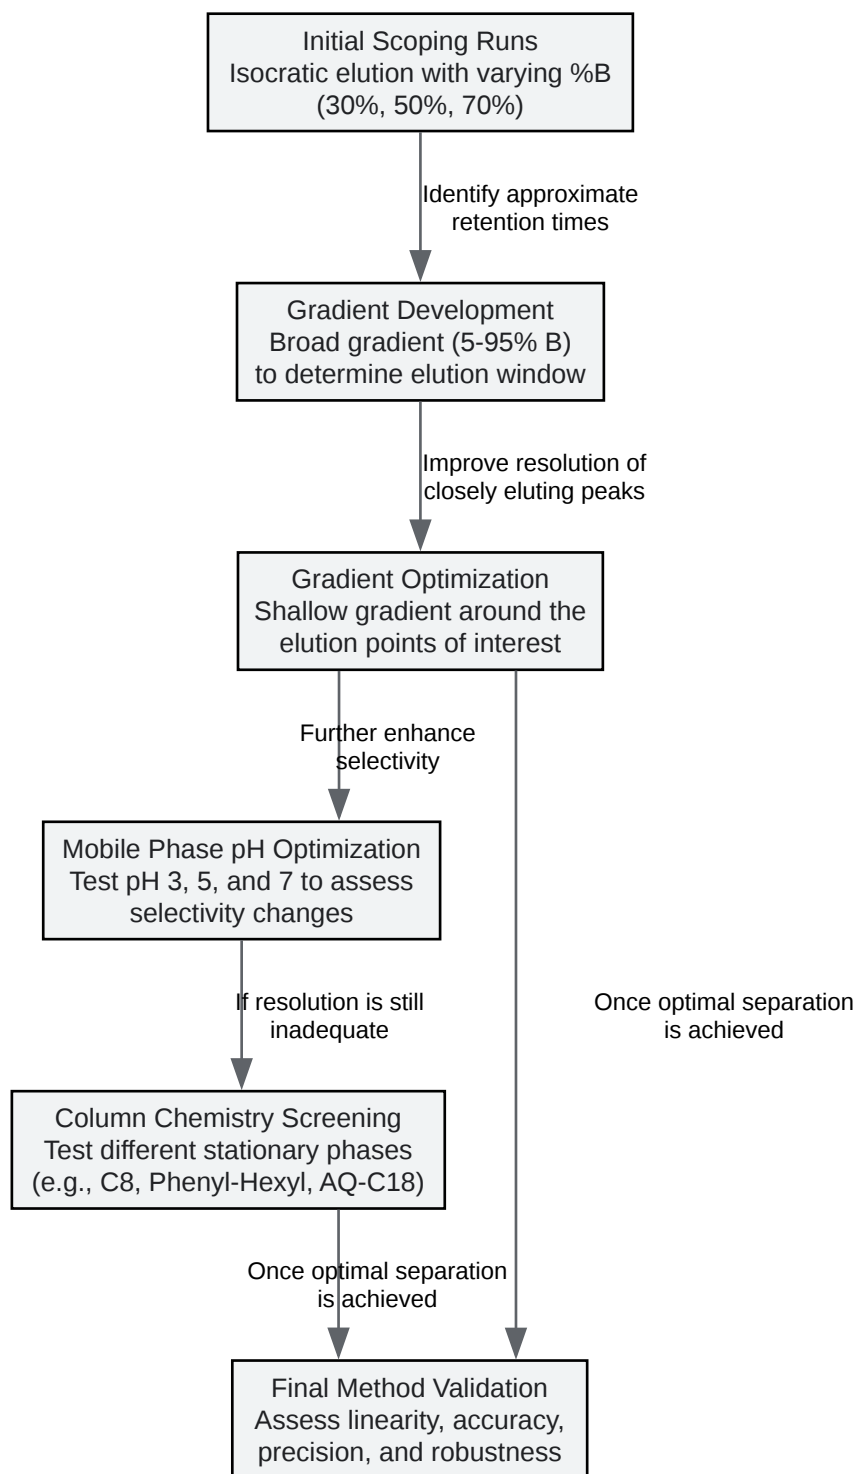 Initial Scoping Runs
Isocratic elution with varying %B
(30%, 50%, 70%)
Identify approximate
retention times
Gradient Development
Broad gradient (5-95% B)
to determine elution window
Improve resolution of
closely eluting peaks
Gradient Optimization
Shallow gradient around the
elution points of interest
Further enhance
selectivity
Mobile Phase pH Optimization
Test pH 3, 5, and 7 to assess
selectivity changes
If resolution is still
inadequate
Once optimal separation
is achieved
Column Chemistry Screening
Test different stationary phases
(e.g., C8, Phenyl-Hexyl, AQ-C18)
Once optimal separation
is achieved
Final Method Validation
Assess linearity, accuracy,
precision, and robustness